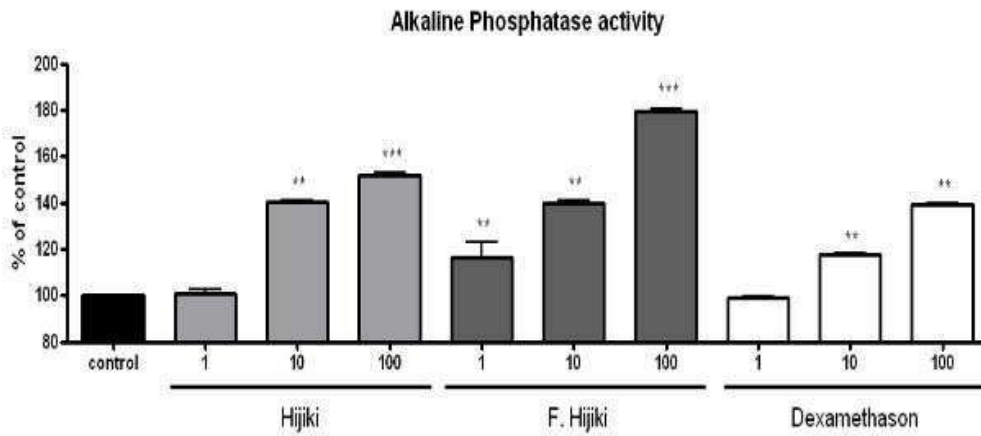 Alkaline Phosphatase activity
% of control
200
180
160
140
120
100
80
** *** ** ** *** ** **
control 1 10 100 1 10 100 1 10 100
Hijiki F. Hijiki Dexamethason